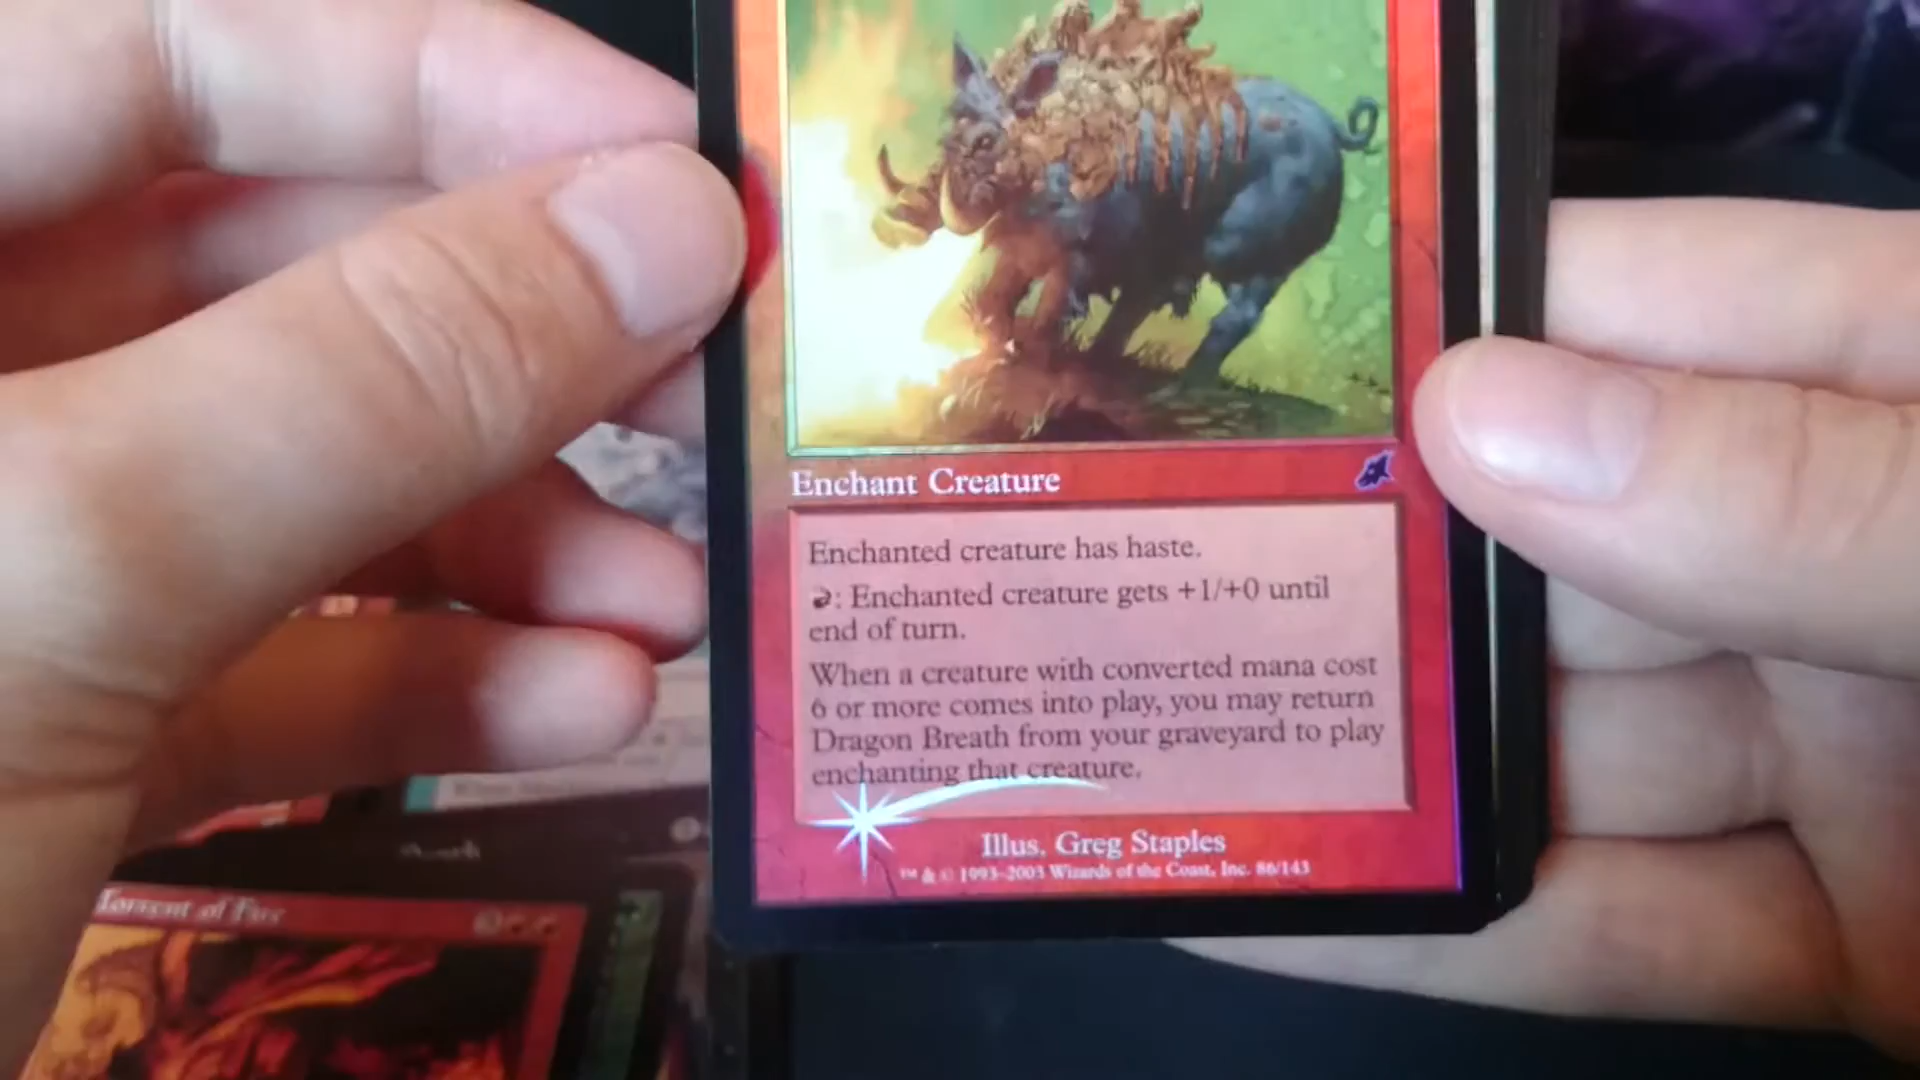 Enchant Creature
Enchanted creature has haste.
: Enchanted creature gets +1/+0 until
end of turn.
When a creature with converted mana cost
6 or more comes into play, you may return
Dragon Breath from your graveyard to play
enchanting that creature.
Illus. Greg Staples
™ & © 1993-2003 Wizards of the Coast, Inc. 86/143
Torrent of Fire